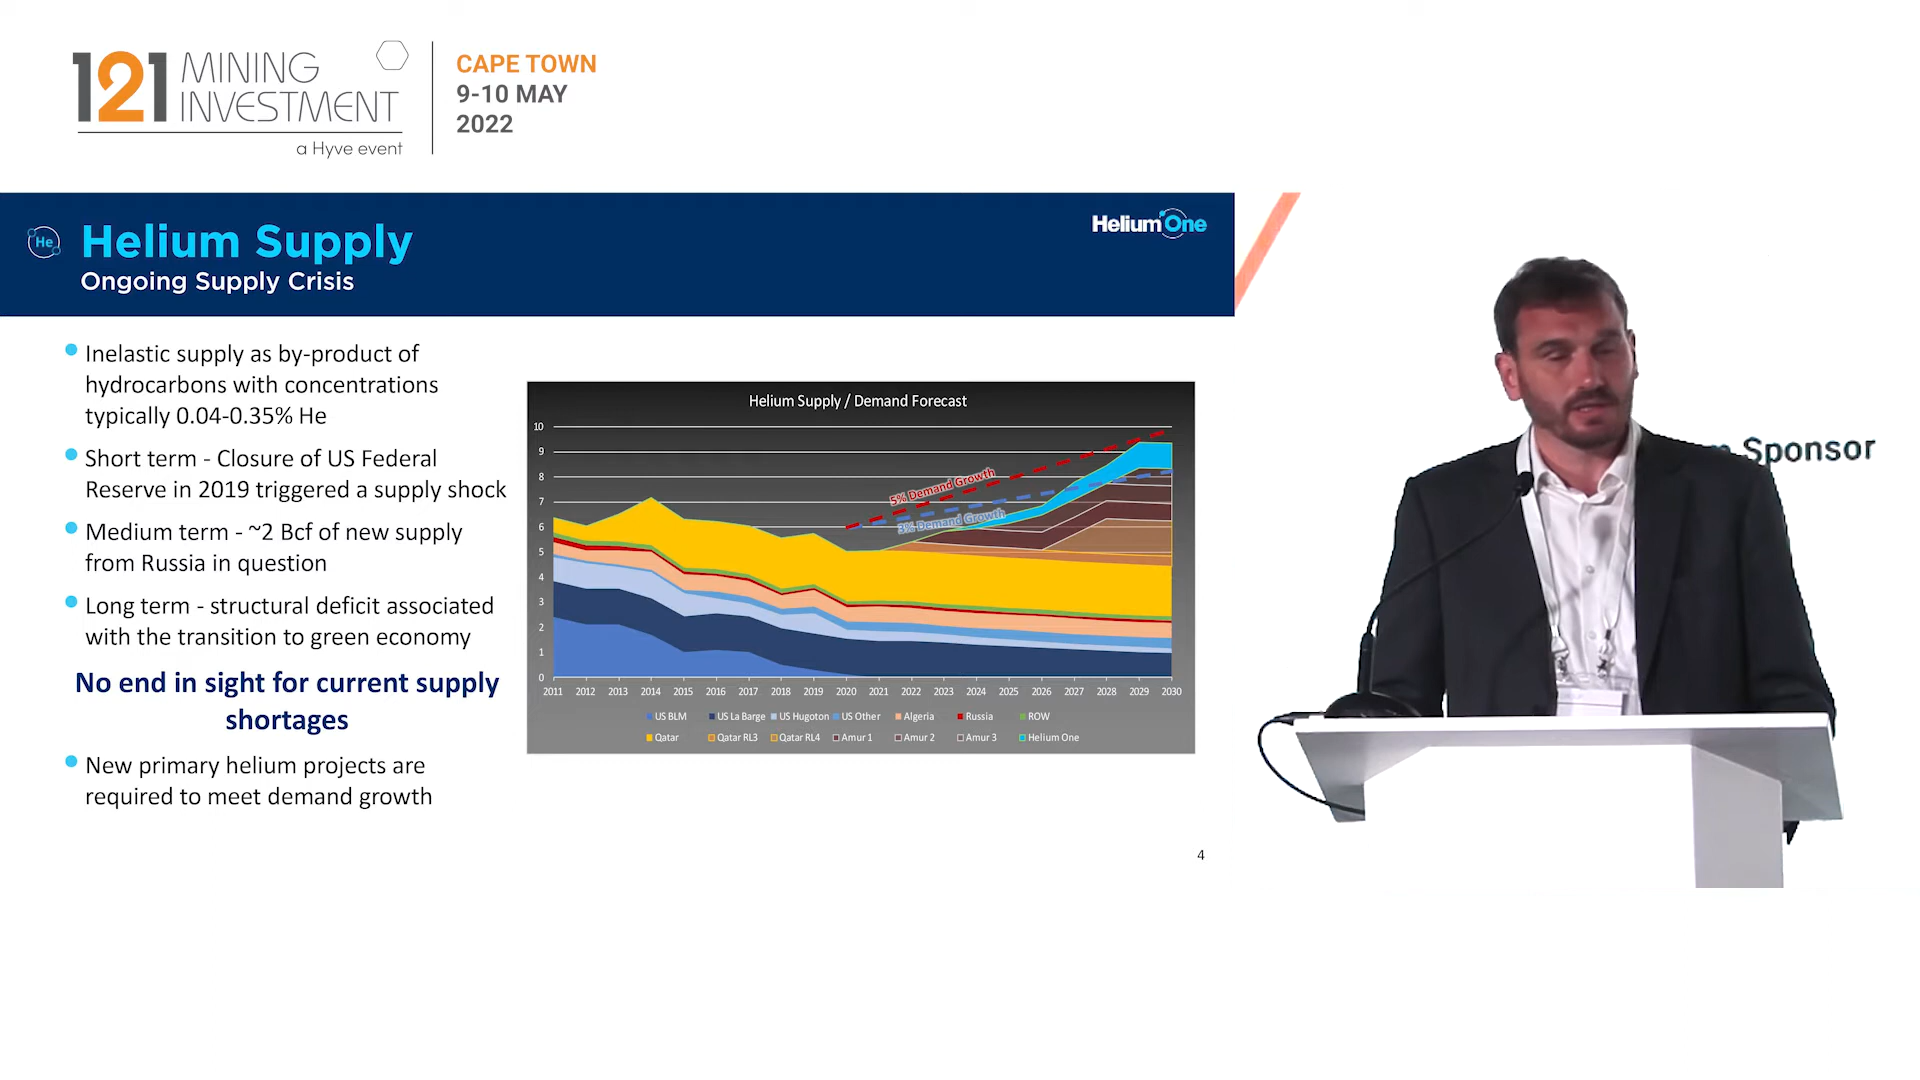 121 MINING
INVESTMENT
a Hyve event
CAPE TOWN
9-10 MAY
2022
He
Helium Supply
Ongoing Supply Crisis
Helium One
Inelastic supply as by-product of
hydrocarbons with concentrations
typically 0.04-0.35% He
Short term - Closure of US Federal
Reserve in 2019 triggered a supply shock
Medium term - ~2 Bcf of new supply
from Russia in question
Long term - structural deficit associated
with the transition to green economy
No end in sight for current supply
shortages
New primary helium projects are
required to meet demand growth
Helium Supply / Demand Forecast
10
9
8
7
6
5
4
3
2
1
0
5% Demand Growth
3% Demand Growth
2011 2012 2013 2014 2015 2016 2017 2018 2019 2020 2021 2022 2023 2024 2025 2026 2027 2028 2029 2030
US BLM US La Barge US Hugoton US Other Algeria Russia ROW
Qatar Qatar RL3 Qatar RL4 Amur 1 Amur 2 Amur 3 Helium One
4
Sponsor